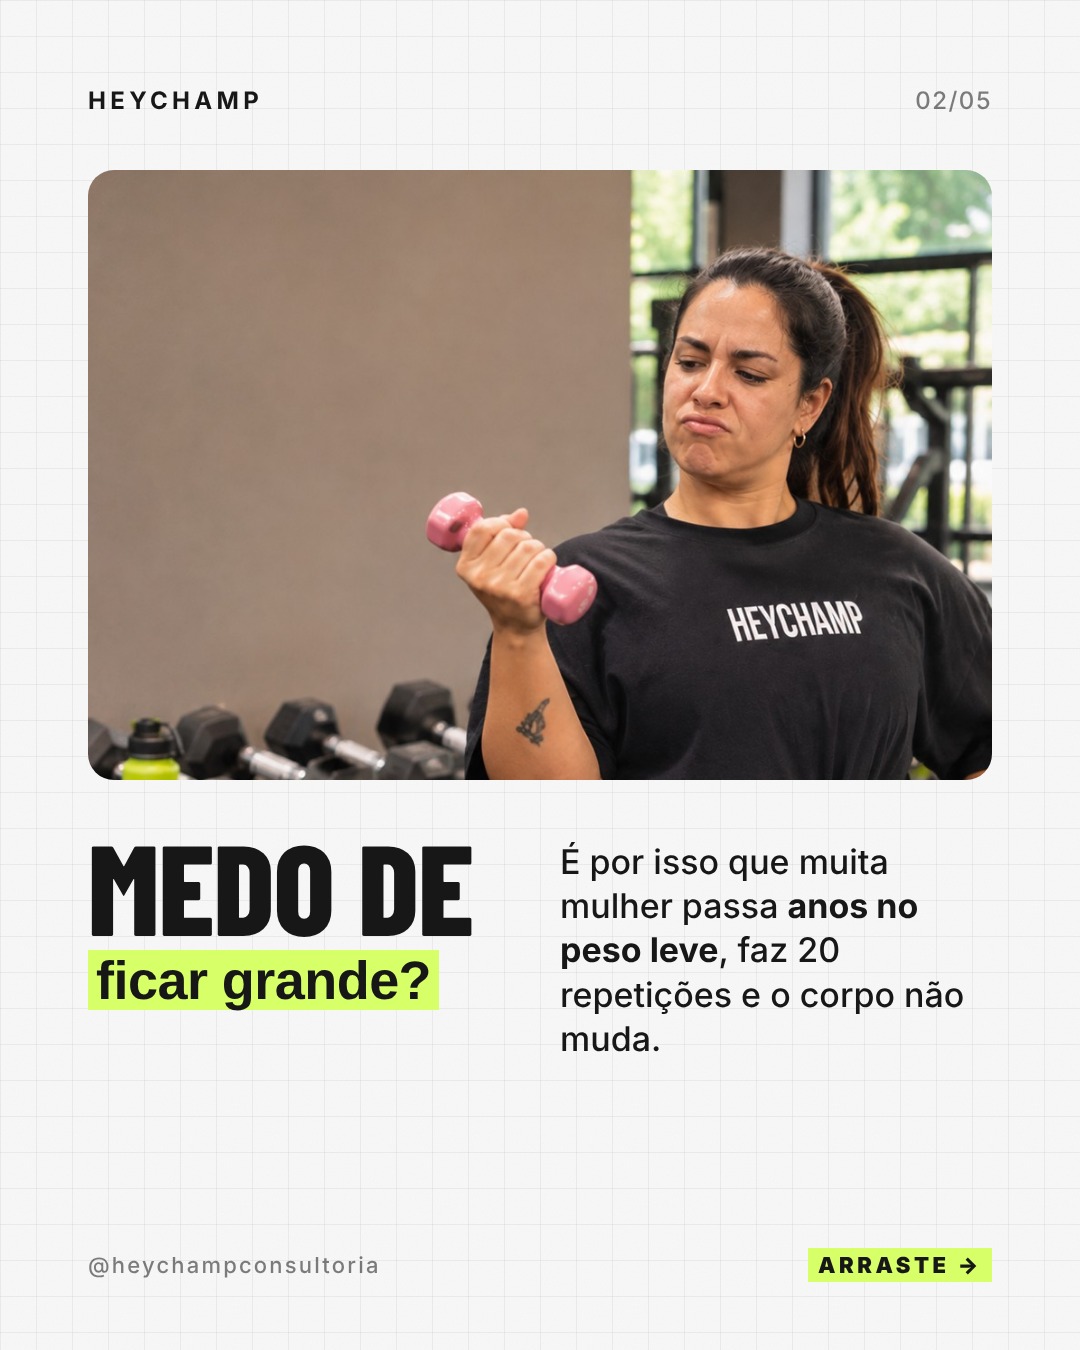 HEYCHAMP
02/05
HEYCHAMP
MEDO DE
ficar grande?
É por isso que muita
mulher passa anos no
peso leve, faz 20
repetições e o corpo não
muda.
@heychampconsultoria
ARRASTE →